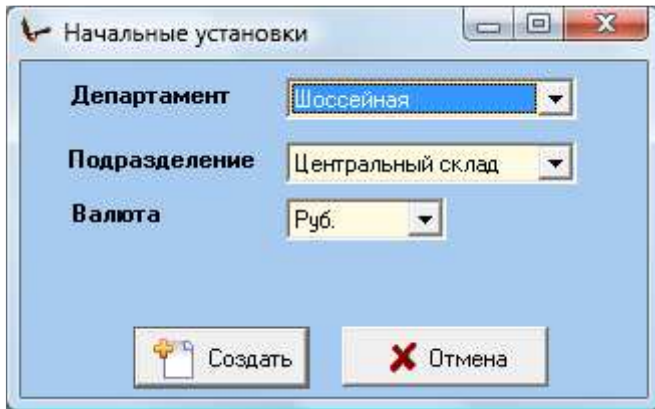 Начальные установки
Департамент Шоссейная
Подразделение Центральный склад
Валюта Руб.
Создать Отмена